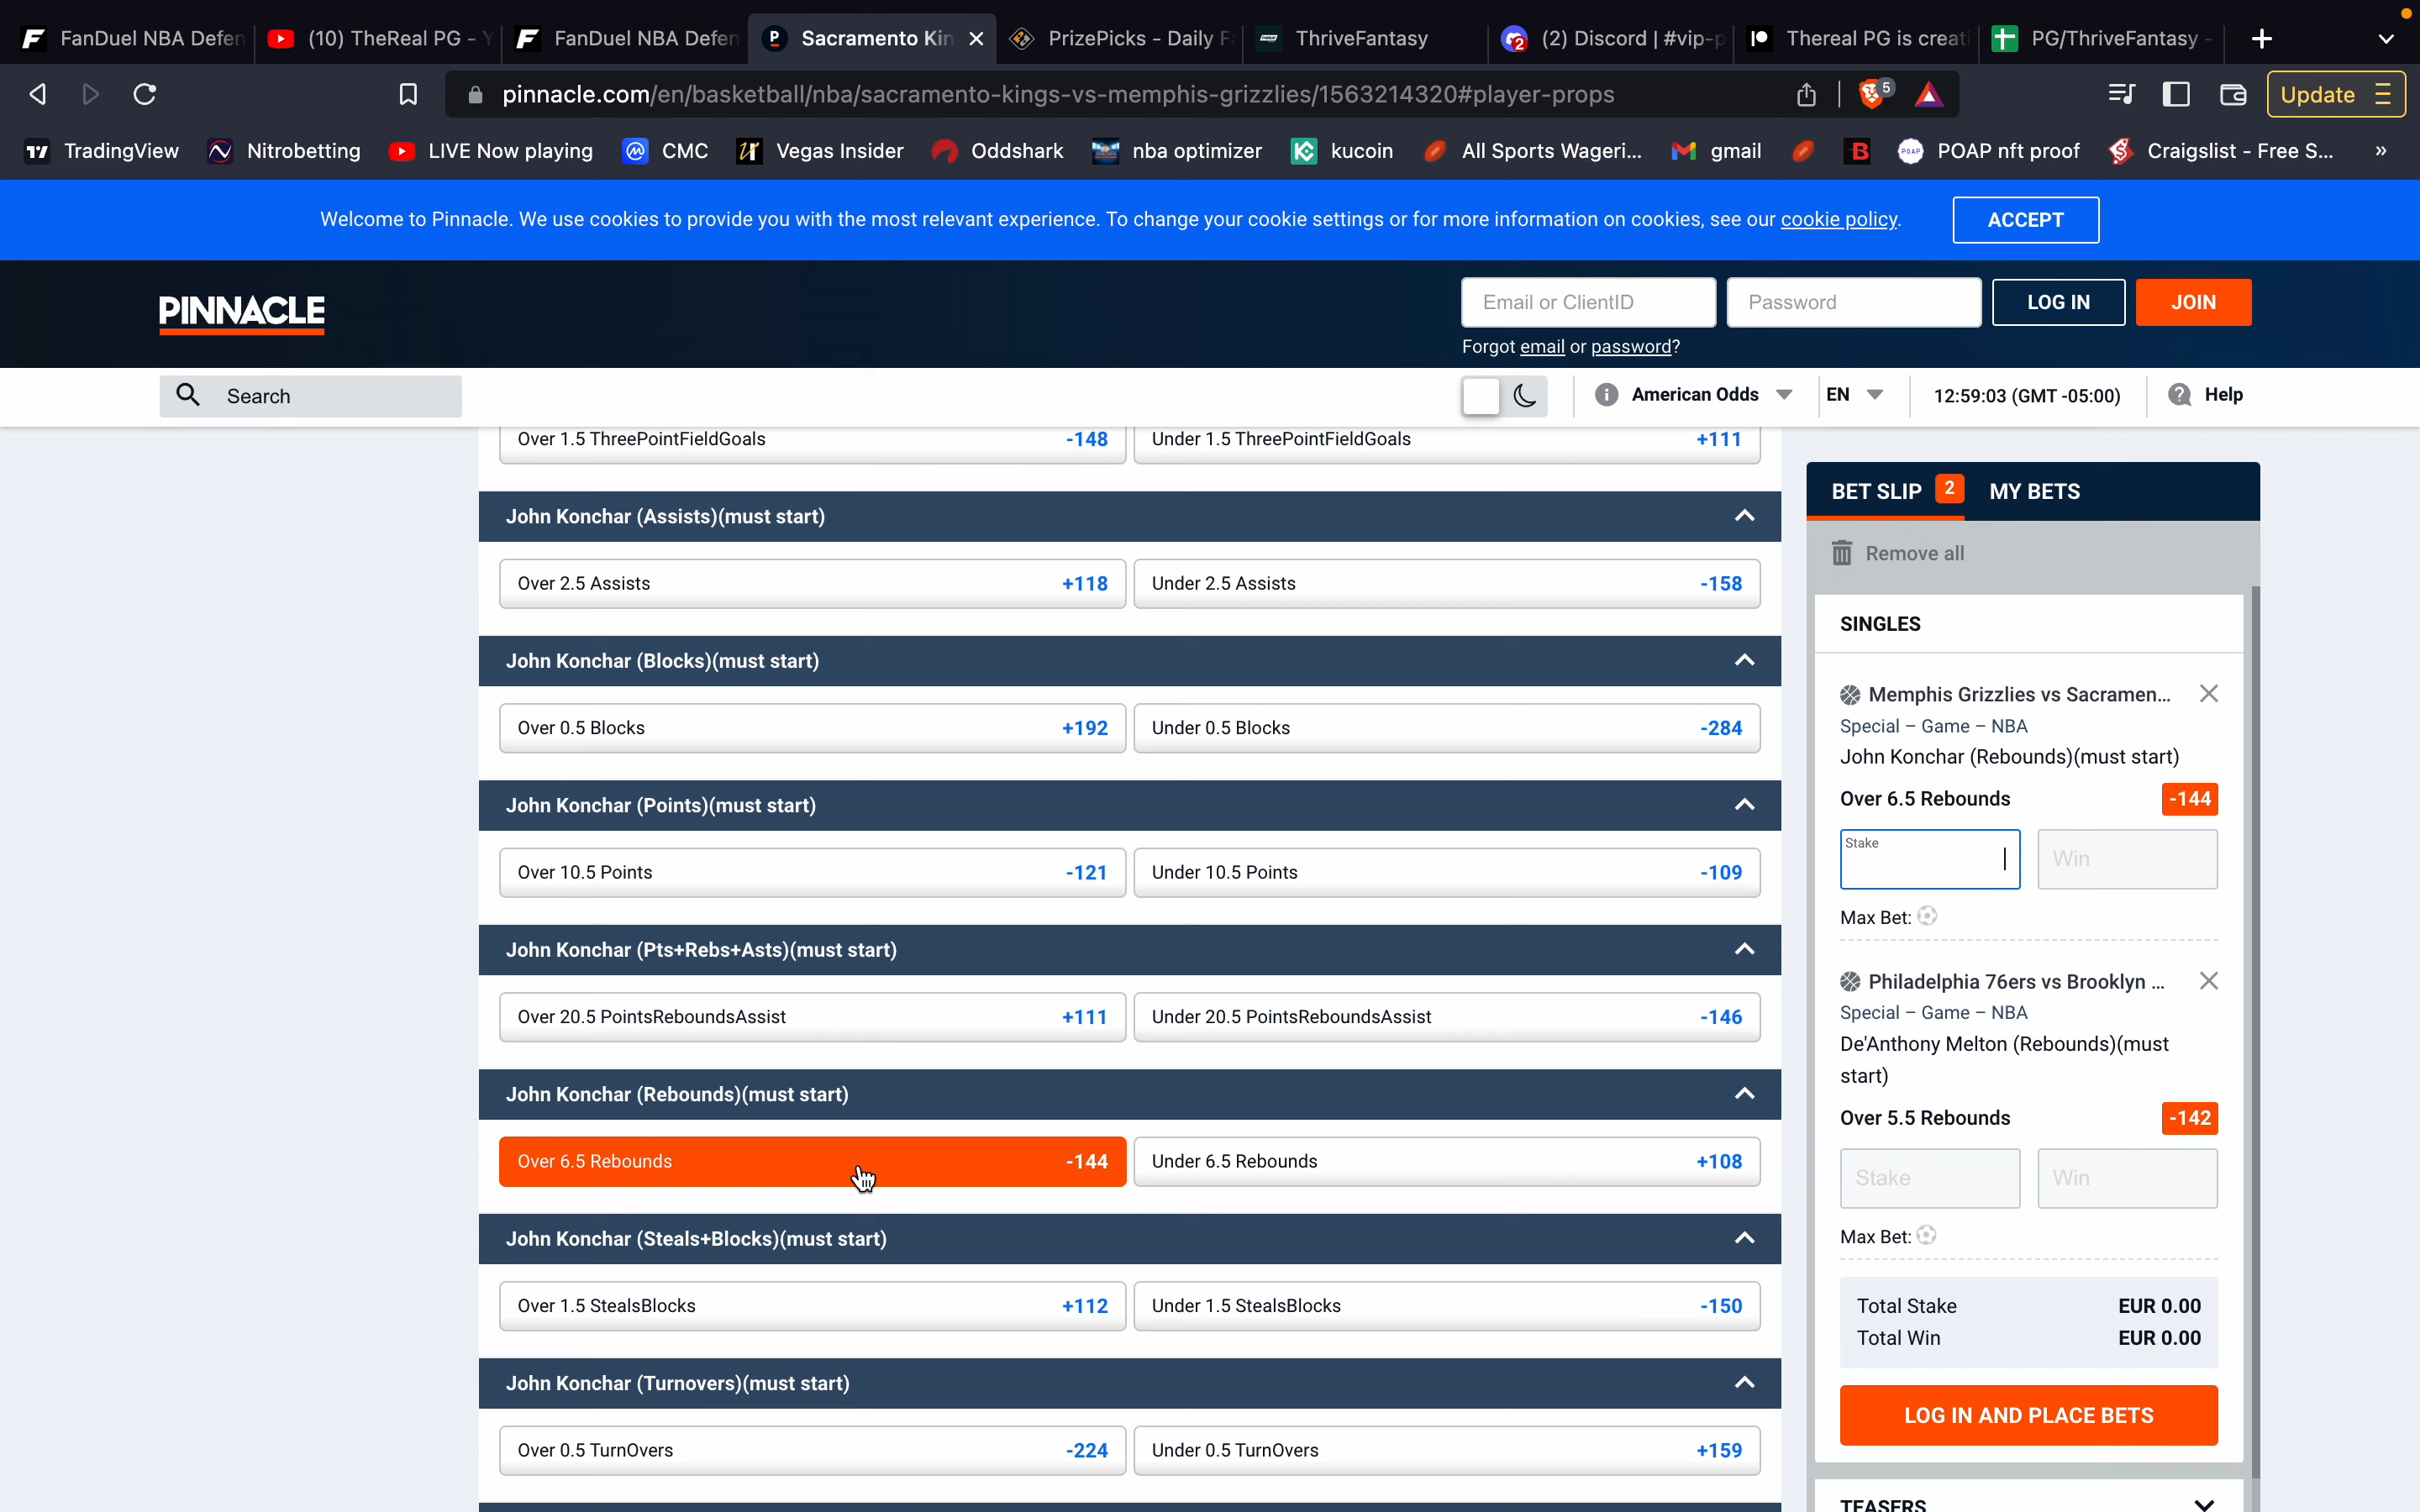 FanDuel NBA Defen
(10) TheReal PG - Y
FanDuel NBA Defen
Sacramento Kin
PrizePicks - Daily Fa
ThriveFantasy
(2) Discord | #vip-p
Thereal PG is creati
PG/ThriveFantasy -
pinnacle.com/en/basketball/nba/sacramento-kings-vs-memphis-grizzlies/1563214320#player-props
5
Update
TradingView
Nitrobetting
LIVE Now playing
CMC
Vegas Insider
Oddshark
nba optimizer
kucoin
All Sports Wageri...
gmail
POAP nft proof
Craigslist - Free S...
»
Welcome to Pinnacle. We use cookies to provide you with the most relevant experience. To change your cookie settings or for more information on cookies, see our cookie policy.
ACCEPT
PINNACLE
Email or ClientID
Password
LOG IN
JOIN
Forgot email or password?
Search
American Odds
EN
12:59:03 (GMT -05:00)
Help
Over 1.5 ThreePointFieldGoals -148
Under 1.5 ThreePointFieldGoals +111
John Konchar (Assists)(must start)
Over 2.5 Assists +118
Under 2.5 Assists -158
John Konchar (Blocks)(must start)
Over 0.5 Blocks +192
Under 0.5 Blocks -284
John Konchar (Points)(must start)
Over 10.5 Points -121
Under 10.5 Points -109
John Konchar (Pts+Rebs+Asts)(must start)
Over 20.5 PointsReboundsAssist +111
Under 20.5 PointsReboundsAssist -146
John Konchar (Rebounds)(must start)
Over 6.5 Rebounds -144
Under 6.5 Rebounds +108
John Konchar (Steals+Blocks)(must start)
Over 1.5 StealsBlocks +112
Under 1.5 StealsBlocks -150
John Konchar (Turnovers)(must start)
Over 0.5 TurnOvers -224
Under 0.5 TurnOvers +159
BET SLIP 2
MY BETS
Remove all
SINGLES
Memphis Grizzlies vs Sacramen...
Special – Game – NBA
John Konchar (Rebounds)(must start)
Over 6.5 Rebounds -144
Stake
Win
Max Bet:
Philadelphia 76ers vs Brooklyn ...
Special – Game – NBA
De'Anthony Melton (Rebounds)(must
start)
Over 5.5 Rebounds -142
Stake
Win
Max Bet:
Total Stake EUR 0.00
Total Win EUR 0.00
LOG IN AND PLACE BETS
TEASERS